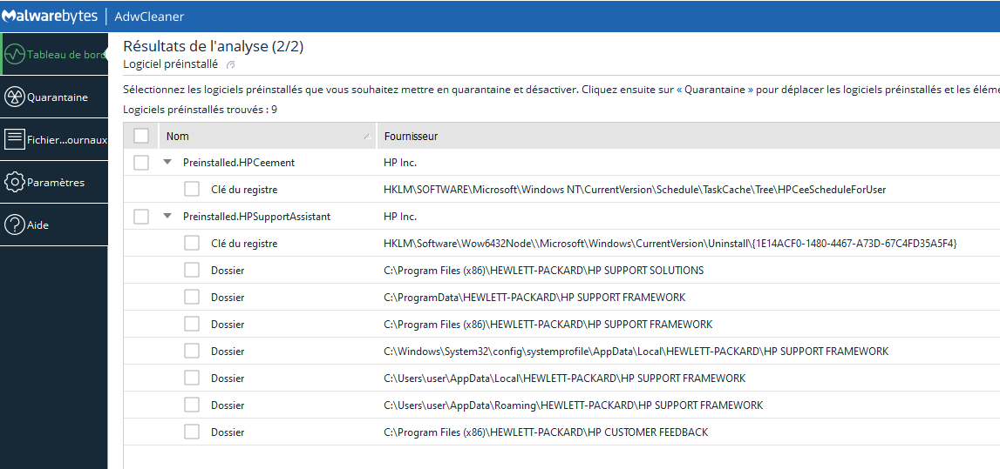 Malwarebytes | AdwCleaner
Tableau de bord
Quarantaine
Fichier...ournaux
Paramètres
Aide
Résultats de l'analyse (2/2)
Logiciel préinstallé
Sélectionnez les logiciels préinstallés que vous souhaitez mettre en quarantaine et désactiver. Cliquez ensuite sur « Quarantaine » pour déplacer les logiciels préinstallés et les éléme
Logiciels préinstallés trouvés : 9
Nom Fournisseur
Preinstalled.HPCeement HP Inc.
Clé du registre HKLM\SOFTWARE\Microsoft\Windows NT\CurrentVersion\Schedule\TaskCache\Tree\HPCeeScheduleForUser
Preinstalled.HPSupportAssistant HP Inc.
Clé du registre HKLM\Software\Wow6432Node\\Microsoft\Windows\CurrentVersion\Uninstall\{1E14ACF0-1480-4467-A73D-67C4FD35A5F4}
Dossier C:\Program Files (x86)\HEWLETT-PACKARD\HP SUPPORT SOLUTIONS
Dossier C:\ProgramData\HEWLETT-PACKARD\HP SUPPORT FRAMEWORK
Dossier C:\Program Files (x86)\HEWLETT-PACKARD\HP SUPPORT FRAMEWORK
Dossier C:\Windows\System32\config\systemprofile\AppData\Local\HEWLETT-PACKARD\HP SUPPORT FRAMEWORK
Dossier C:\Users\user\AppData\Local\HEWLETT-PACKARD\HP SUPPORT FRAMEWORK
Dossier C:\Users\user\AppData\Roaming\HEWLETT-PACKARD\HP SUPPORT FRAMEWORK
Dossier C:\Program Files (x86)\HEWLETT-PACKARD\HP CUSTOMER FEEDBACK